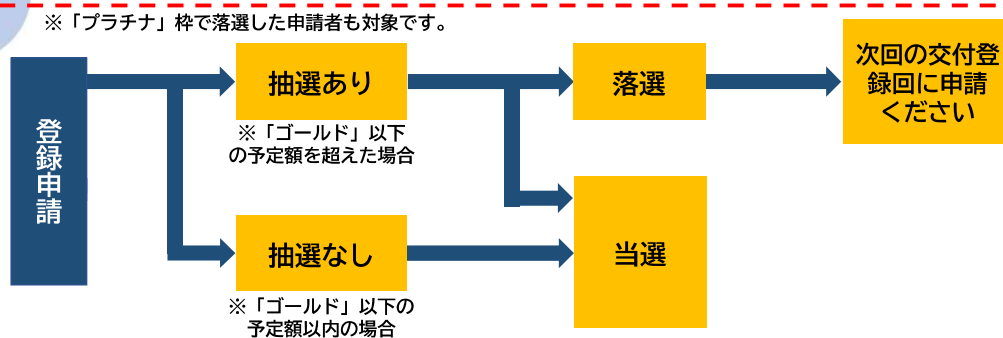 ※「プラチナ」枠で落選した申請者も対象です。
登録申請
抽選あり
※「ゴールド」以下
の予定額を超えた場合
抽選なし
※「ゴールド」以下の
予定額以内の場合
落選
当選
次回の交付登
録回に申請
ください